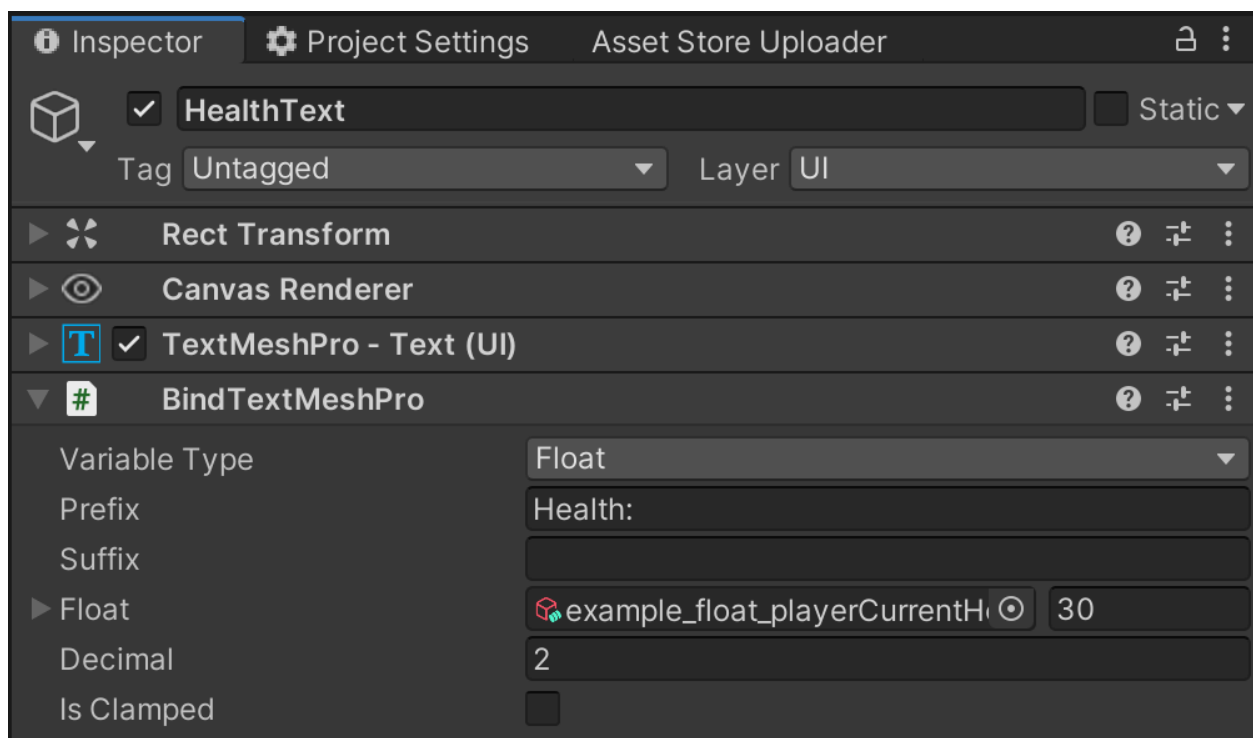 Inspector Project Settings Asset Store Uploader
HealthText Static
Tag Untagged Layer UI
Rect Transform
Canvas Renderer
T TextMeshPro - Text (UI)
# BindTextMeshPro
Variable Type Float
Prefix Health:
Suffix
Float example_float_playerCurrentH 30
Decimal 2
Is Clamped